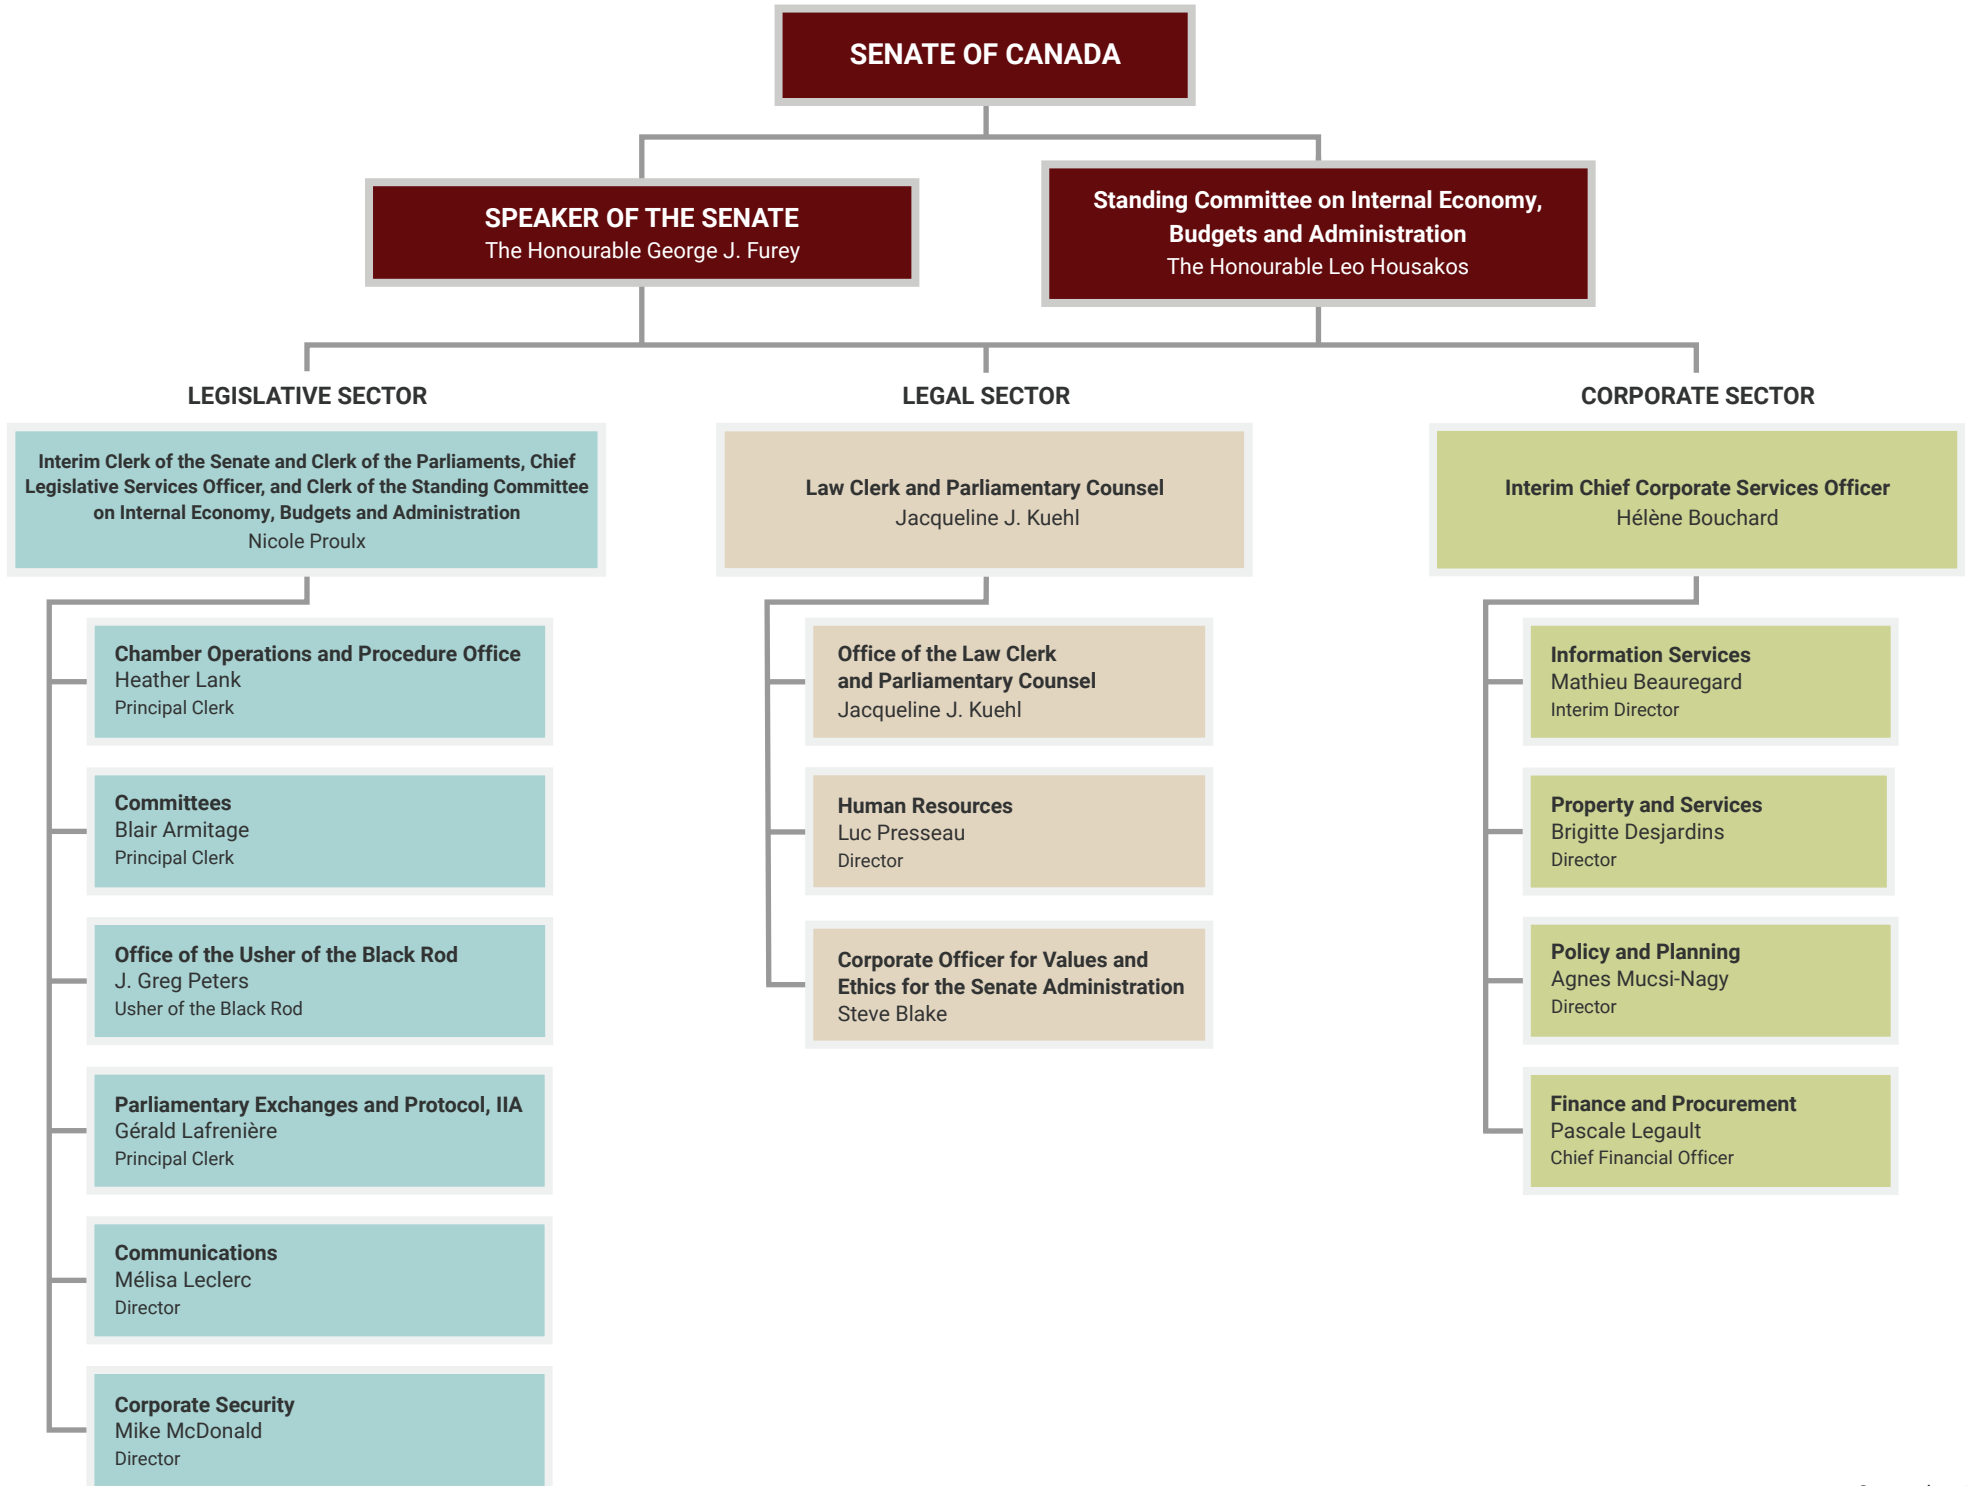 SENATE OF CANADA
SPEAKER OF THE SENATE
The Honourable George J. Furey
Standing Committee on Internal Economy,
Budgets and Administration
The Honourable Leo Housakos
LEGISLATIVE SECTOR
Interim Clerk of the Senate and Clerk of the Parliaments, Chief
Legislative Services Officer, and Clerk of the Standing Committee
on Internal Economy, Budgets and Administration
Nicole Proulx
Chamber Operations and Procedure Office
Heather Lank
Principal Clerk
Committees
Blair Armitage
Principal Clerk
Office of the Usher of the Black Rod
J. Greg Peters
Usher of the Black Rod
Parliamentary Exchanges and Protocol, IIA
Gérald Lafrenière
Principal Clerk
Communications
Mélisa Leclerc
Director
Corporate Security
Mike McDonald
Director
LEGAL SECTOR
Law Clerk and Parliamentary Counsel
Jacqueline J. Kuehl
Office of the Law Clerk
and Parliamentary Counsel
Jacqueline J. Kuehl
Human Resources
Luc Presseau
Director
Corporate Officer for Values and
Ethics for the Senate Administration
Steve Blake
CORPORATE SECTOR
Interim Chief Corporate Services Officer
Hélène Bouchard
Information Services
Mathieu Beauregard
Interim Director
Property and Services
Brigitte Desjardins
Director
Policy and Planning
Agnes Mucsi-Nagy
Director
Finance and Procurement
Pascale Legault
Chief Financial Officer